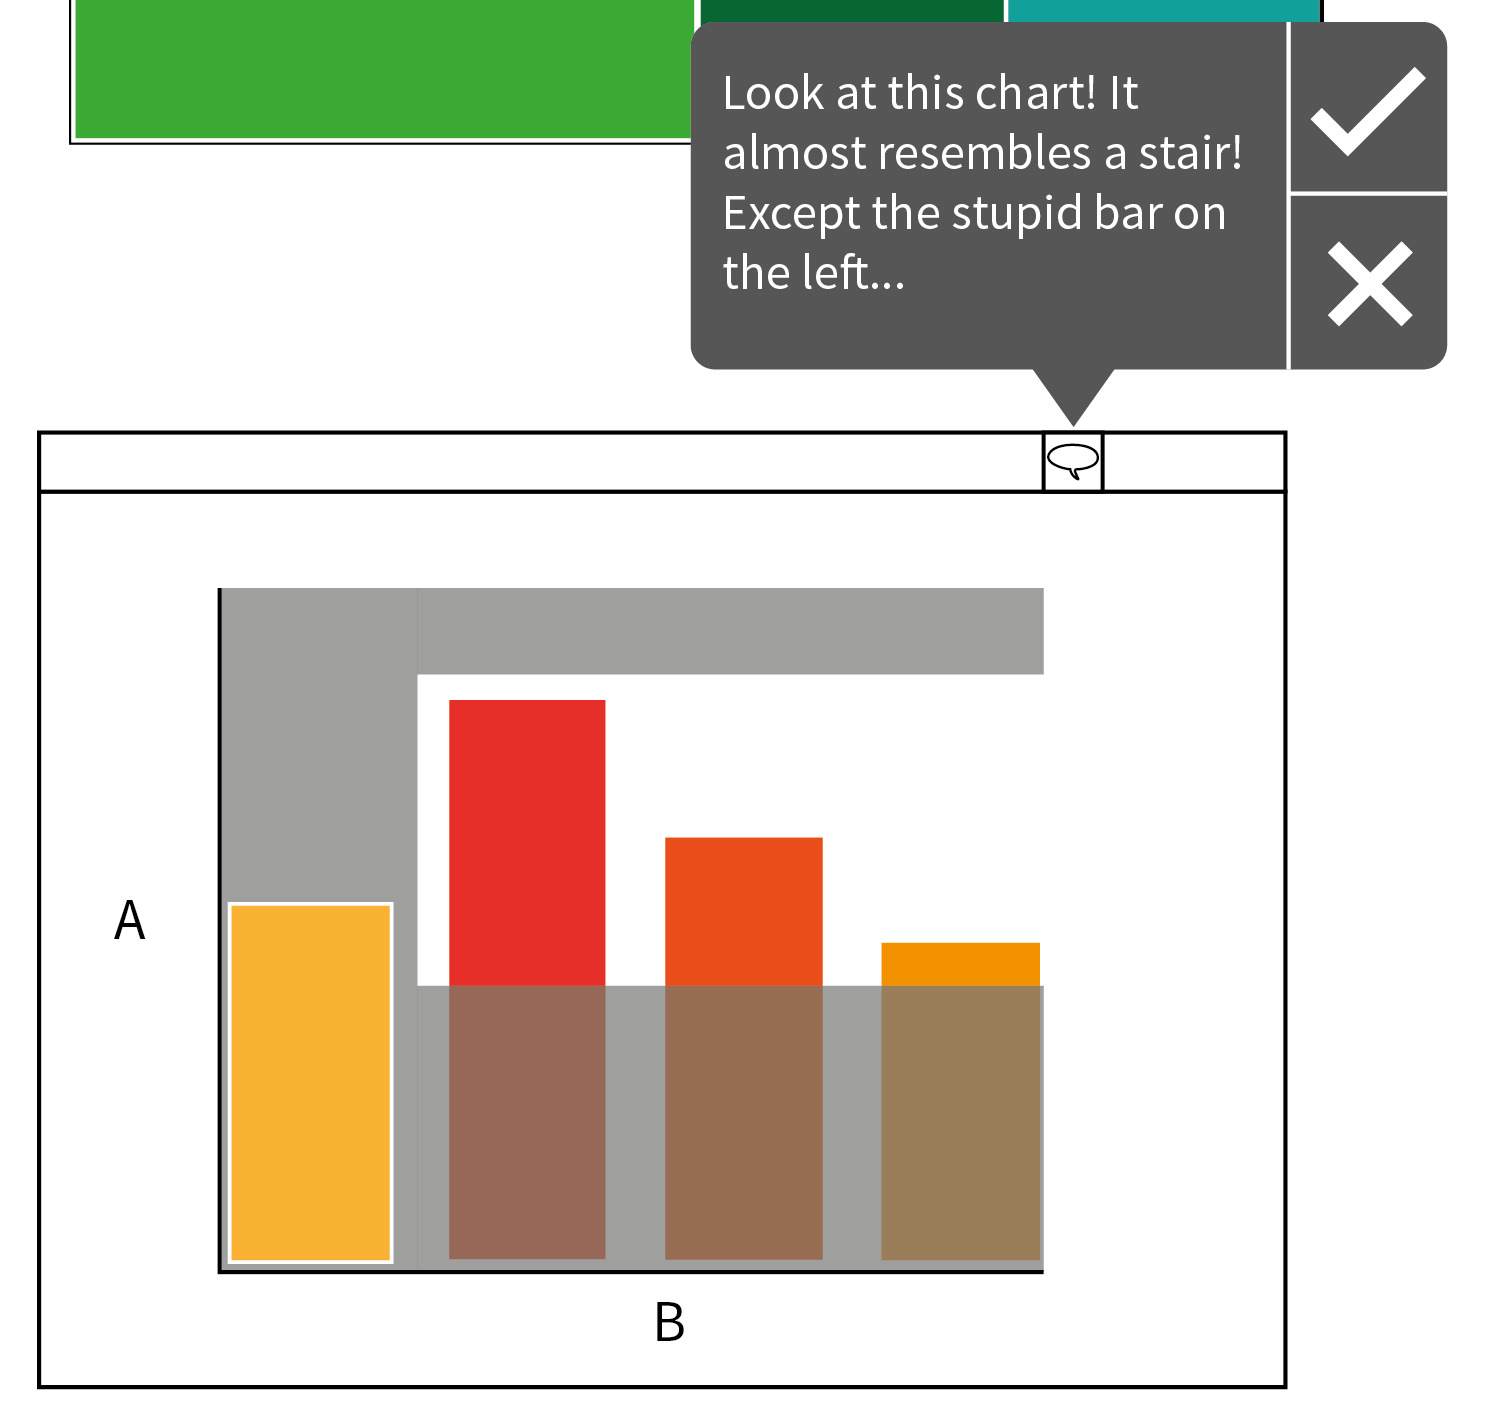 Look at this chart! It
almost resembles a stair!
Except the stupid bar on
the left...
A
B